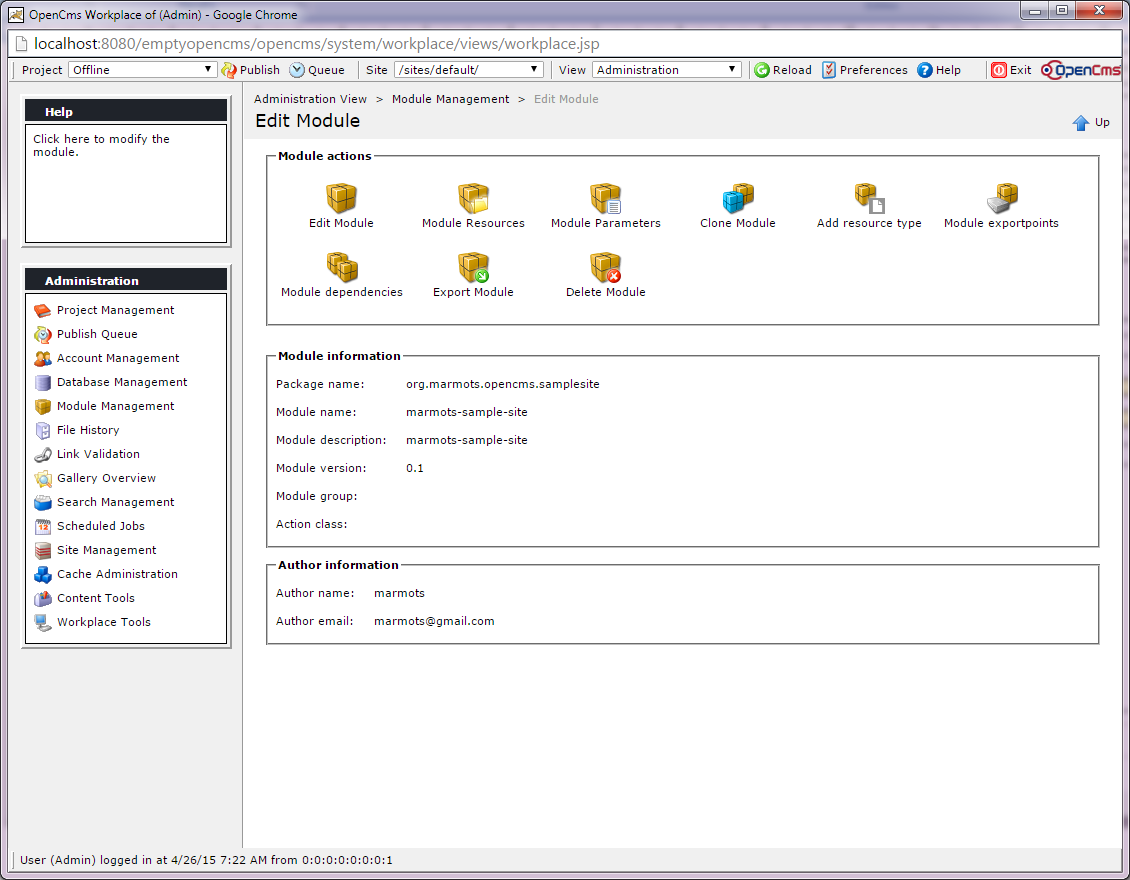 OpenCms Workplace of (Admin) - Google Chrome
localhost:8080/emptyopencms/opencms/system/workplace/views/workplace.jsp
Project Offline Publish Queue Site /sites/default/ View Administration Reload Preferences Help Exit OpenCms
Help
Click here to modify the
module.
Administration
Project Management
Publish Queue
Account Management
Database Management
Module Management
File History
Link Validation
Gallery Overview
Search Management
Scheduled Jobs
Site Management
Cache Administration
Content Tools
Workplace Tools
Administration View > Module Management > Edit Module
Edit Module
Up
Module actions
Edit Module Module Resources Module Parameters Clone Module Add resource type Module exportpoints
Module dependencies Export Module Delete Module
Module information
Package name: org.marmots.opencms.samplesite
Module name: marmots-sample-site
Module description: marmots-sample-site
Module version: 0.1
Module group:
Action class:
Author information
Author name: marmots
Author email: marmots@gmail.com
User (Admin) logged in at 4/26/15 7:22 AM from 0:0:0:0:0:0:0:1